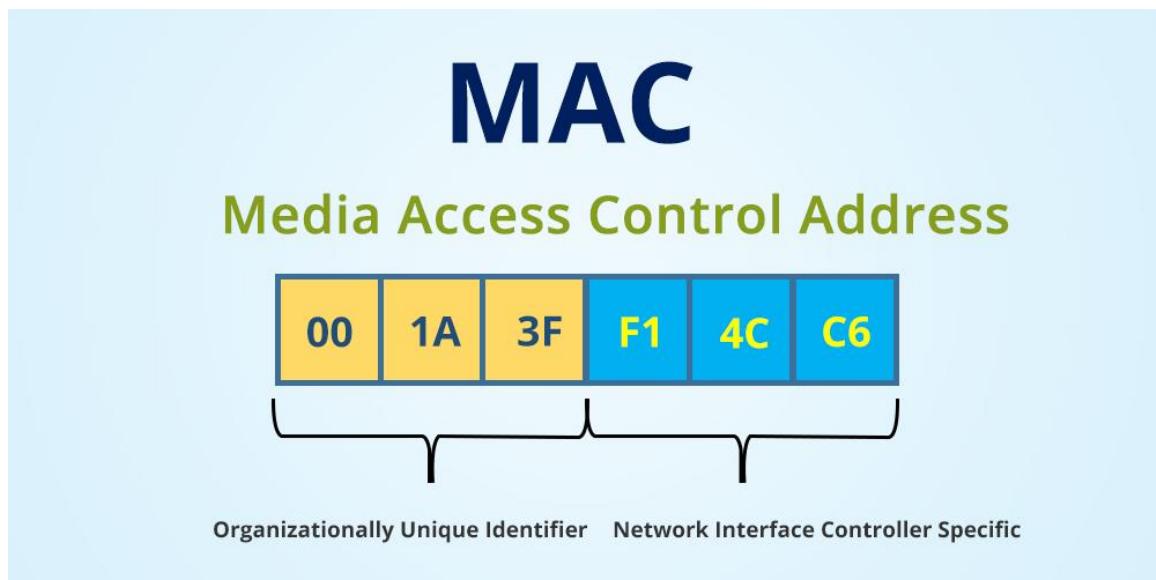 MAC
Media Access Control Address
00 1A 3F F1 4C C6
Organizationally Unique Identifier Network Interface Controller Specific